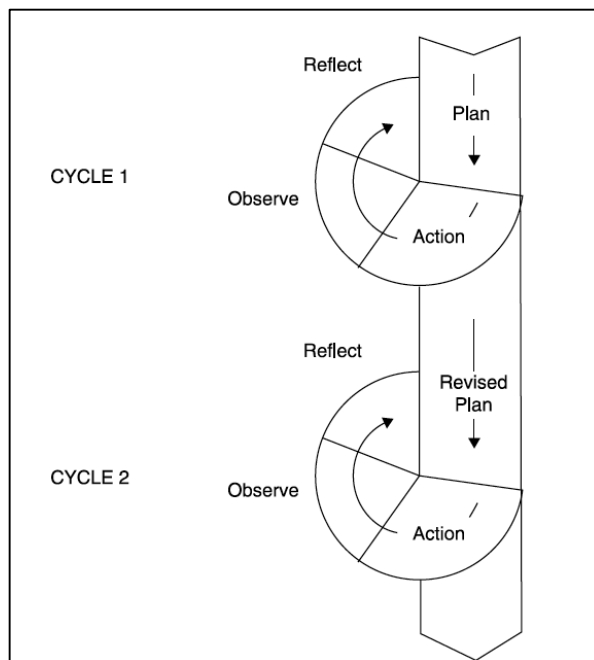 Reflect
Plan
CYCLE 1
Observe
Action
Reflect
Revised
Plan
CYCLE 2
Observe
Action